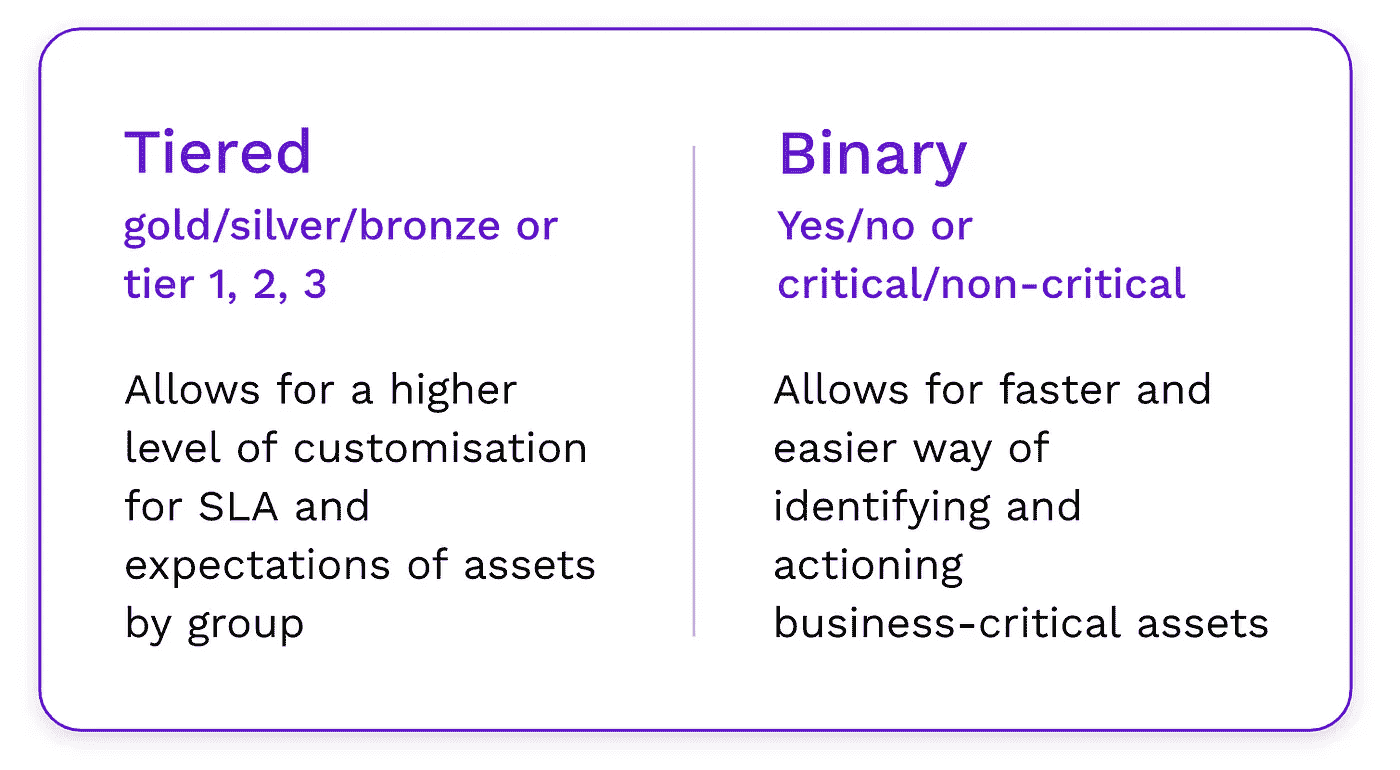 Tiered
gold/silver/bronze or
tier 1, 2, 3
Allows for a higher
level of customisation
for SLA and
expectations of assets
by group
Binary
Yes/no or
critical/non-critical
Allows for faster and
easier way of
identifying and
actioning
business-critical assets